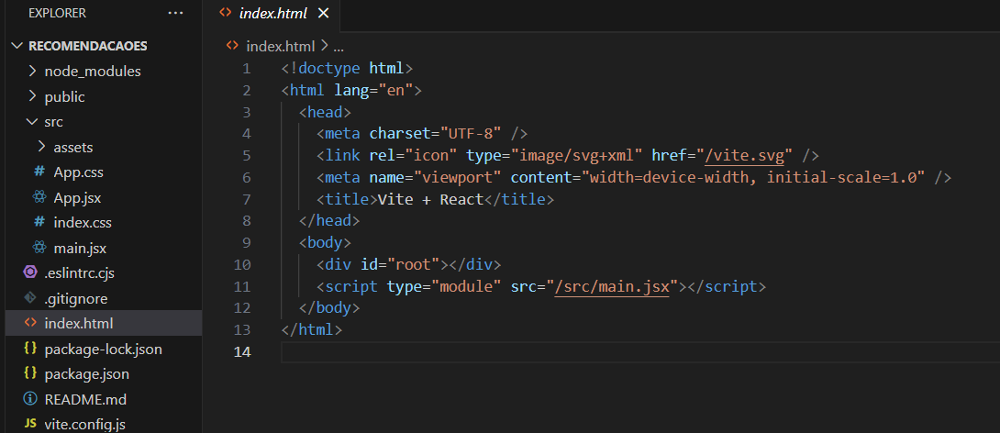 EXPLORER ...
RECOMENDACAOES
node_modules
public
src
assets
# App.css
App.jsx
# index.css
main.jsx
.eslintrc.cjs
.gitignore
<> index.html
{} package-lock.json
{} package.json
README.md
JS vite.config.js
<> index.html ×
<> index.html > ...
1 <!doctype html>
2 <html lang="en">
3 <head>
4 <meta charset="UTF-8" />
5 <link rel="icon" type="image/svg+xml" href="/vite.svg" />
6 <meta name="viewport" content="width=device-width, initial-scale=1.0" />
7 <title>Vite + React</title>
8 </head>
9 <body>
10 <div id="root"></div>
11 <script type="module" src="/src/main.jsx"></script>
12 </body>
13 </html>
14